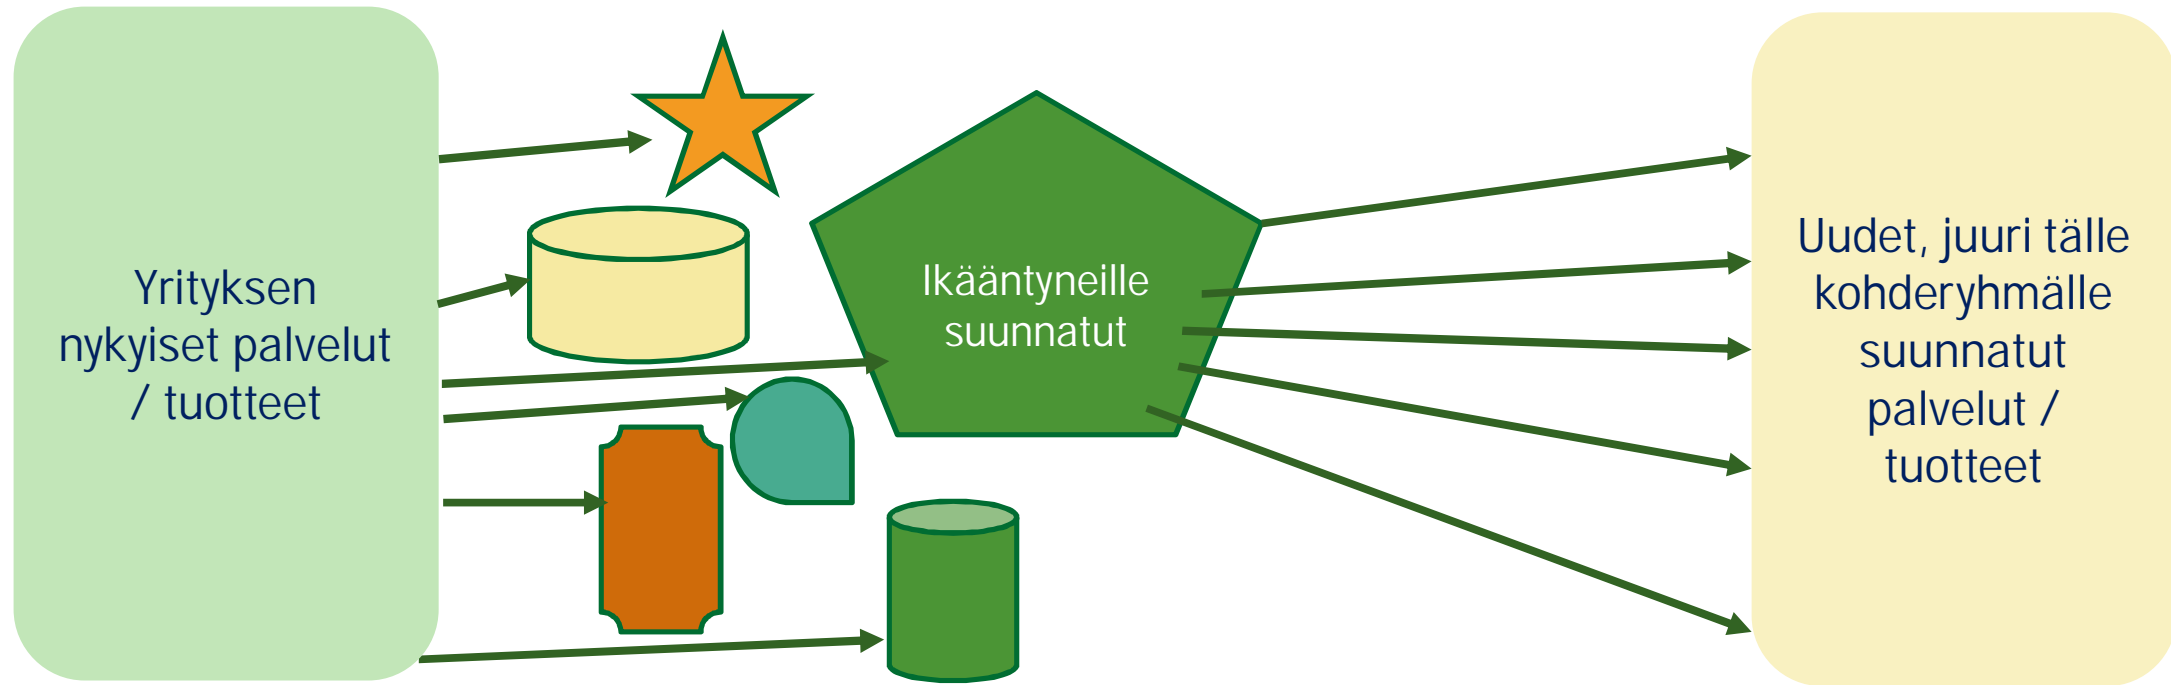 Yrityksen
nykyiset palvelut
/ tuotteet
Ikääntyneille
suunnatut
Uudet, juuri tälle
kohderyhmälle
suunnatut
palvelut /
tuotteet